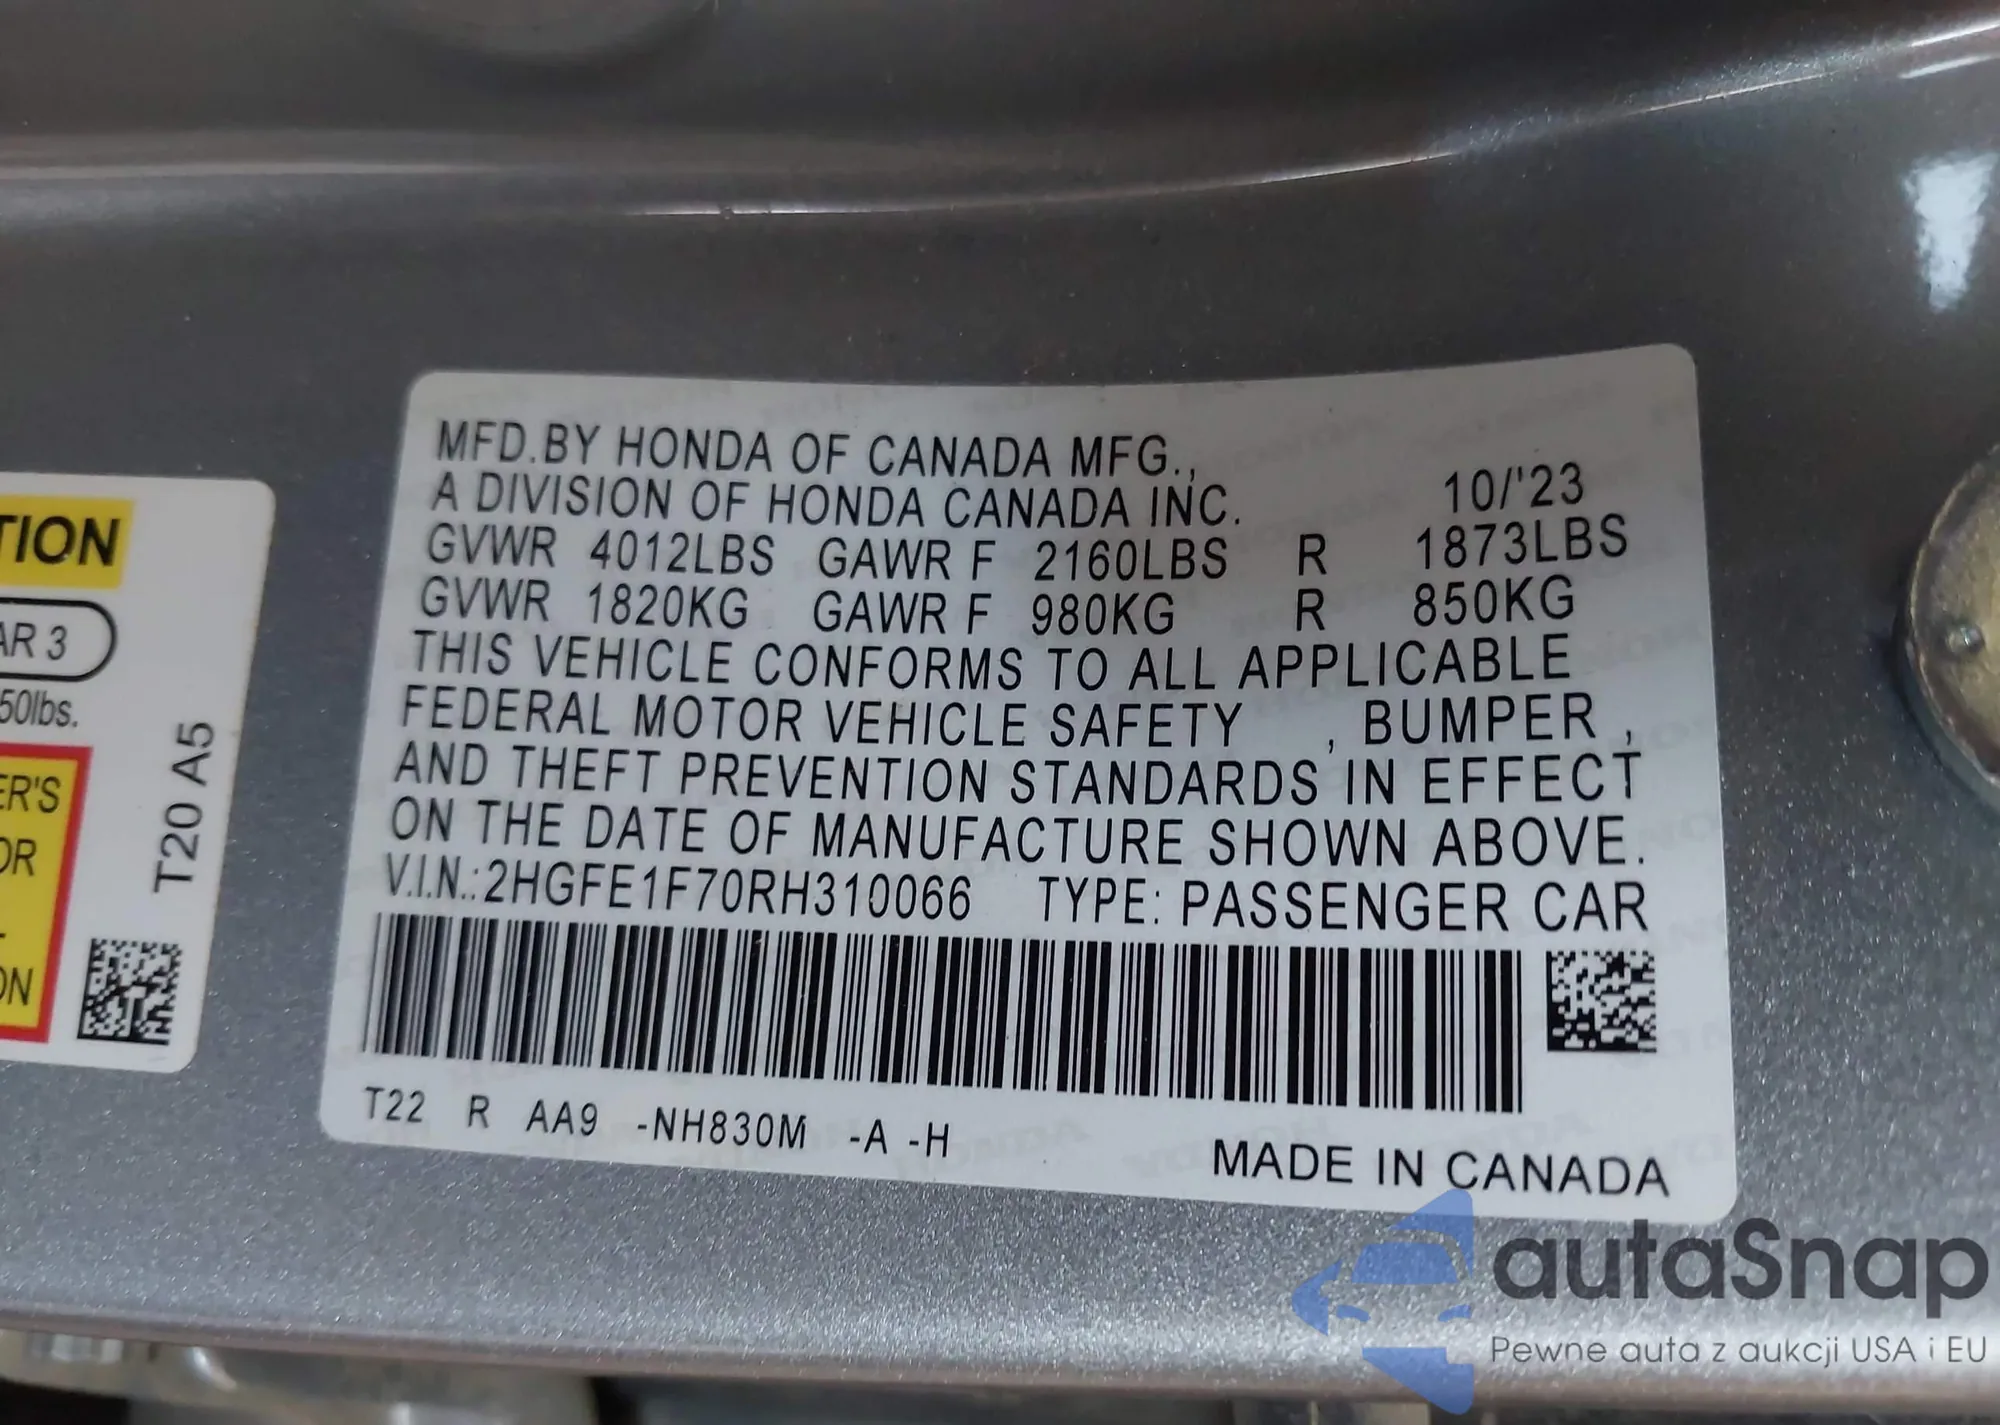 TION
AR 3
50lbs.
ER'S
OR
ON
T20 A5
MFD.BY HONDA OF CANADA MFG.,
A DIVISION OF HONDA CANADA INC. 10/'23
GVWR 4012LBS GAWR F 2160LBS R 1873LBS
GVWR 1820KG GAWR F 980KG R 850KG
THIS VEHICLE CONFORMS TO ALL APPLICABLE
FEDERAL MOTOR VEHICLE SAFETY , BUMPER ,
AND THEFT PREVENTION STANDARDS IN EFFECT
ON THE DATE OF MANUFACTURE SHOWN ABOVE.
V.I.N.:2HGFE1F70RH310066 TYPE: PASSENGER CAR
T22 R AA9 -NH830M -A -H
MADE IN CANADA
autaSnap
Pewne auta z aukcji USA i EU